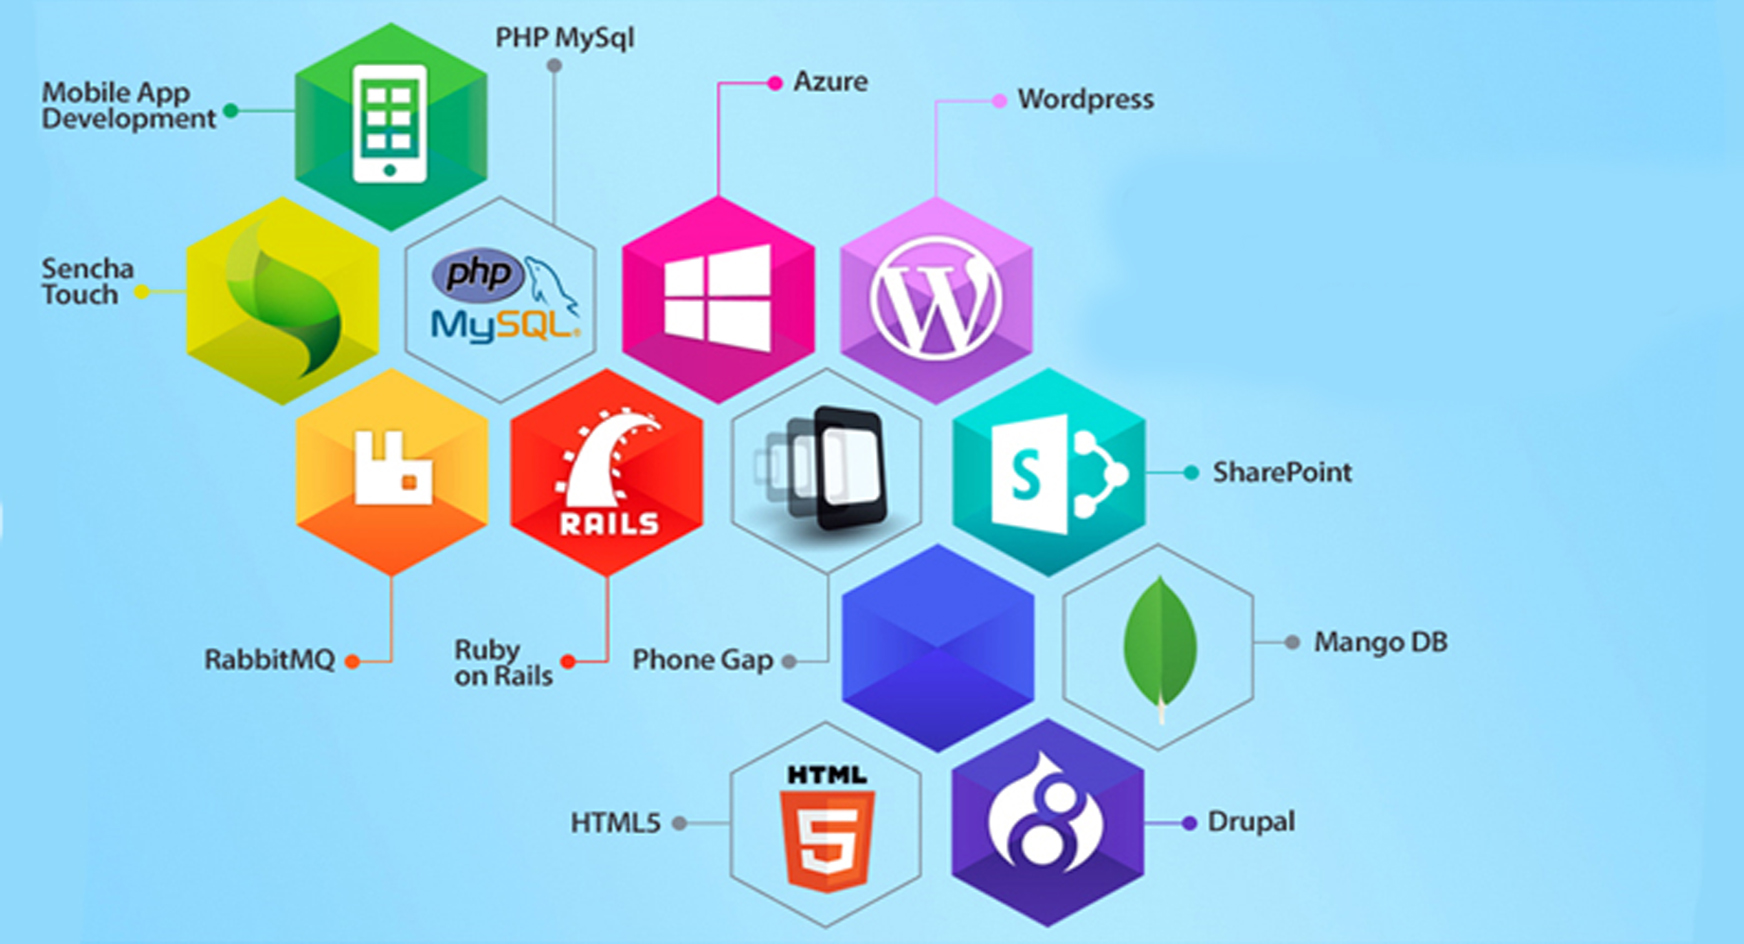 PHP MySql
Mobile App
Development
Azure
Wordpress
Sencha
Touch
php
MySQL
W
RAILS
S
SharePoint
RabbitMQ
Ruby
on Rails
Phone Gap
Mango DB
HTML
5
HTML5
Drupal